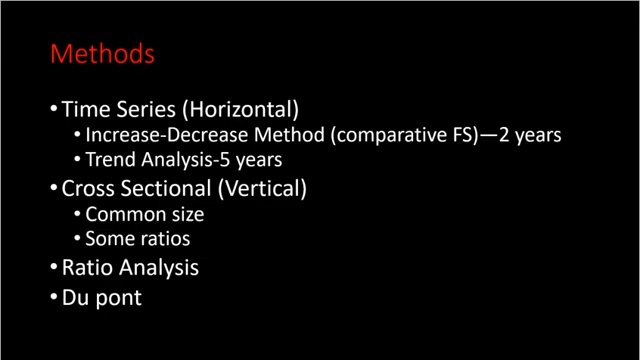 Methods
• Time Series (Horizontal)
• Increase-Decrease Method (comparative FS)—2 years
• Trend Analysis-5 years
• Cross Sectional (Vertical)
• Common size
• Some ratios
• Ratio Analysis
• Du pont